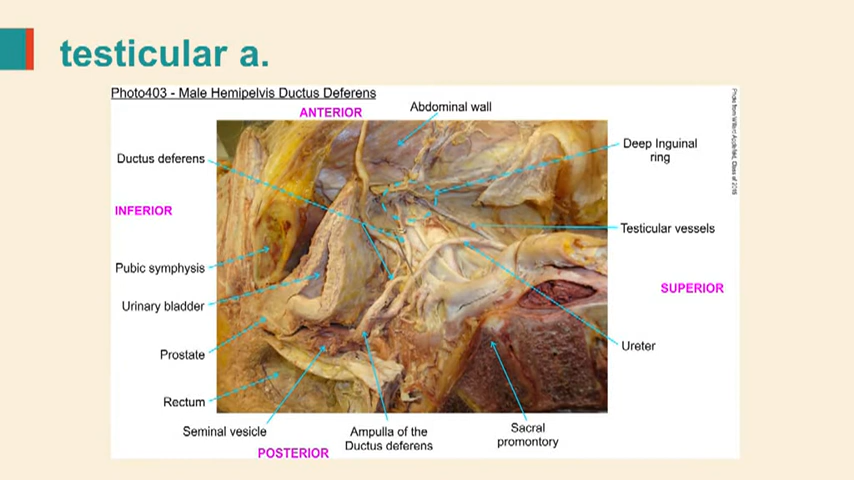 testicular a.
Photo403 - Male Hemipelvis Ductus Deferens
ANTERIOR
Abdominal wall
Ductus deferens
Deep Inguinal
ring
INFERIOR
Testicular vessels
Pubic symphysis
SUPERIOR
Urinary bladder
Prostate
Ureter
Rectum
Seminal vesicle
Ampulla of the
Ductus deferens
Sacral
promontory
POSTERIOR